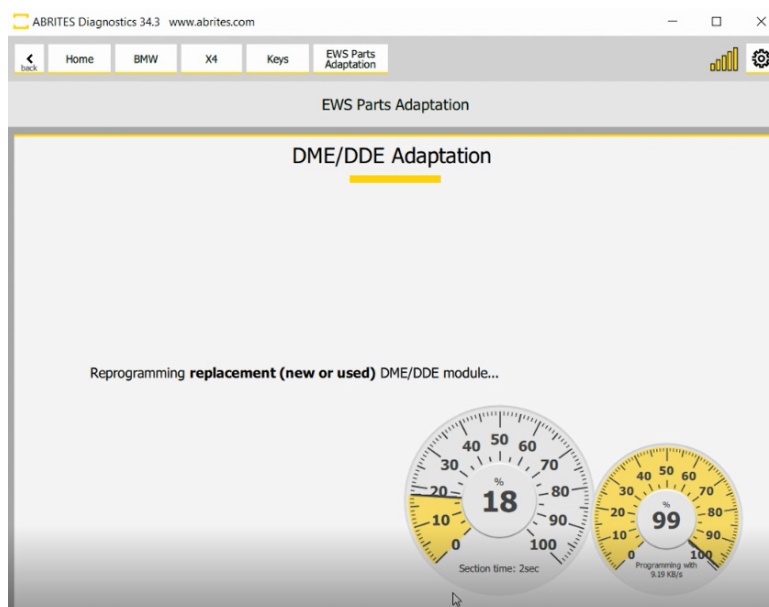 ABRITES Diagnostics 34.3 www.abrites.com
back
Home
BMW
X4
Keys
EWS Parts
Adaptation
EWS Parts Adaptation
DME/DDE Adaptation
Reprogramming replacement (new or used) DME/DDE module...
0
10
20
30
40
50
60
70
80
90
100
%
18
Section time: 2sec
0
10
20
30
40
50
60
70
80
90
100
%
99
Programming with
9.19 KB/s